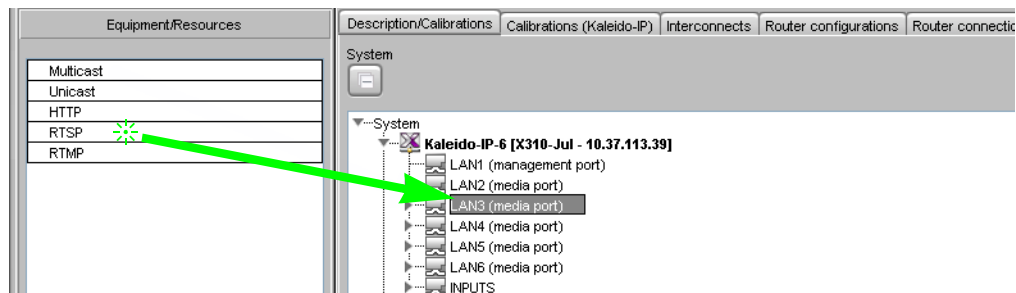 Equipment/Resources
Multicast
Unicast
HTTP
RTSP
RTMP
Description/Calibrations
Calibrations (Kaleido-IP)
Interconnects
Router configurations
Router connectio
System
System
Kaleido-IP-6 [X310-Jul - 10.37.113.39]
LAN1 (management port)
LAN2 (media port)
LAN3 (media port)
LAN4 (media port)
LAN5 (media port)
LAN6 (media port)
INPUTS